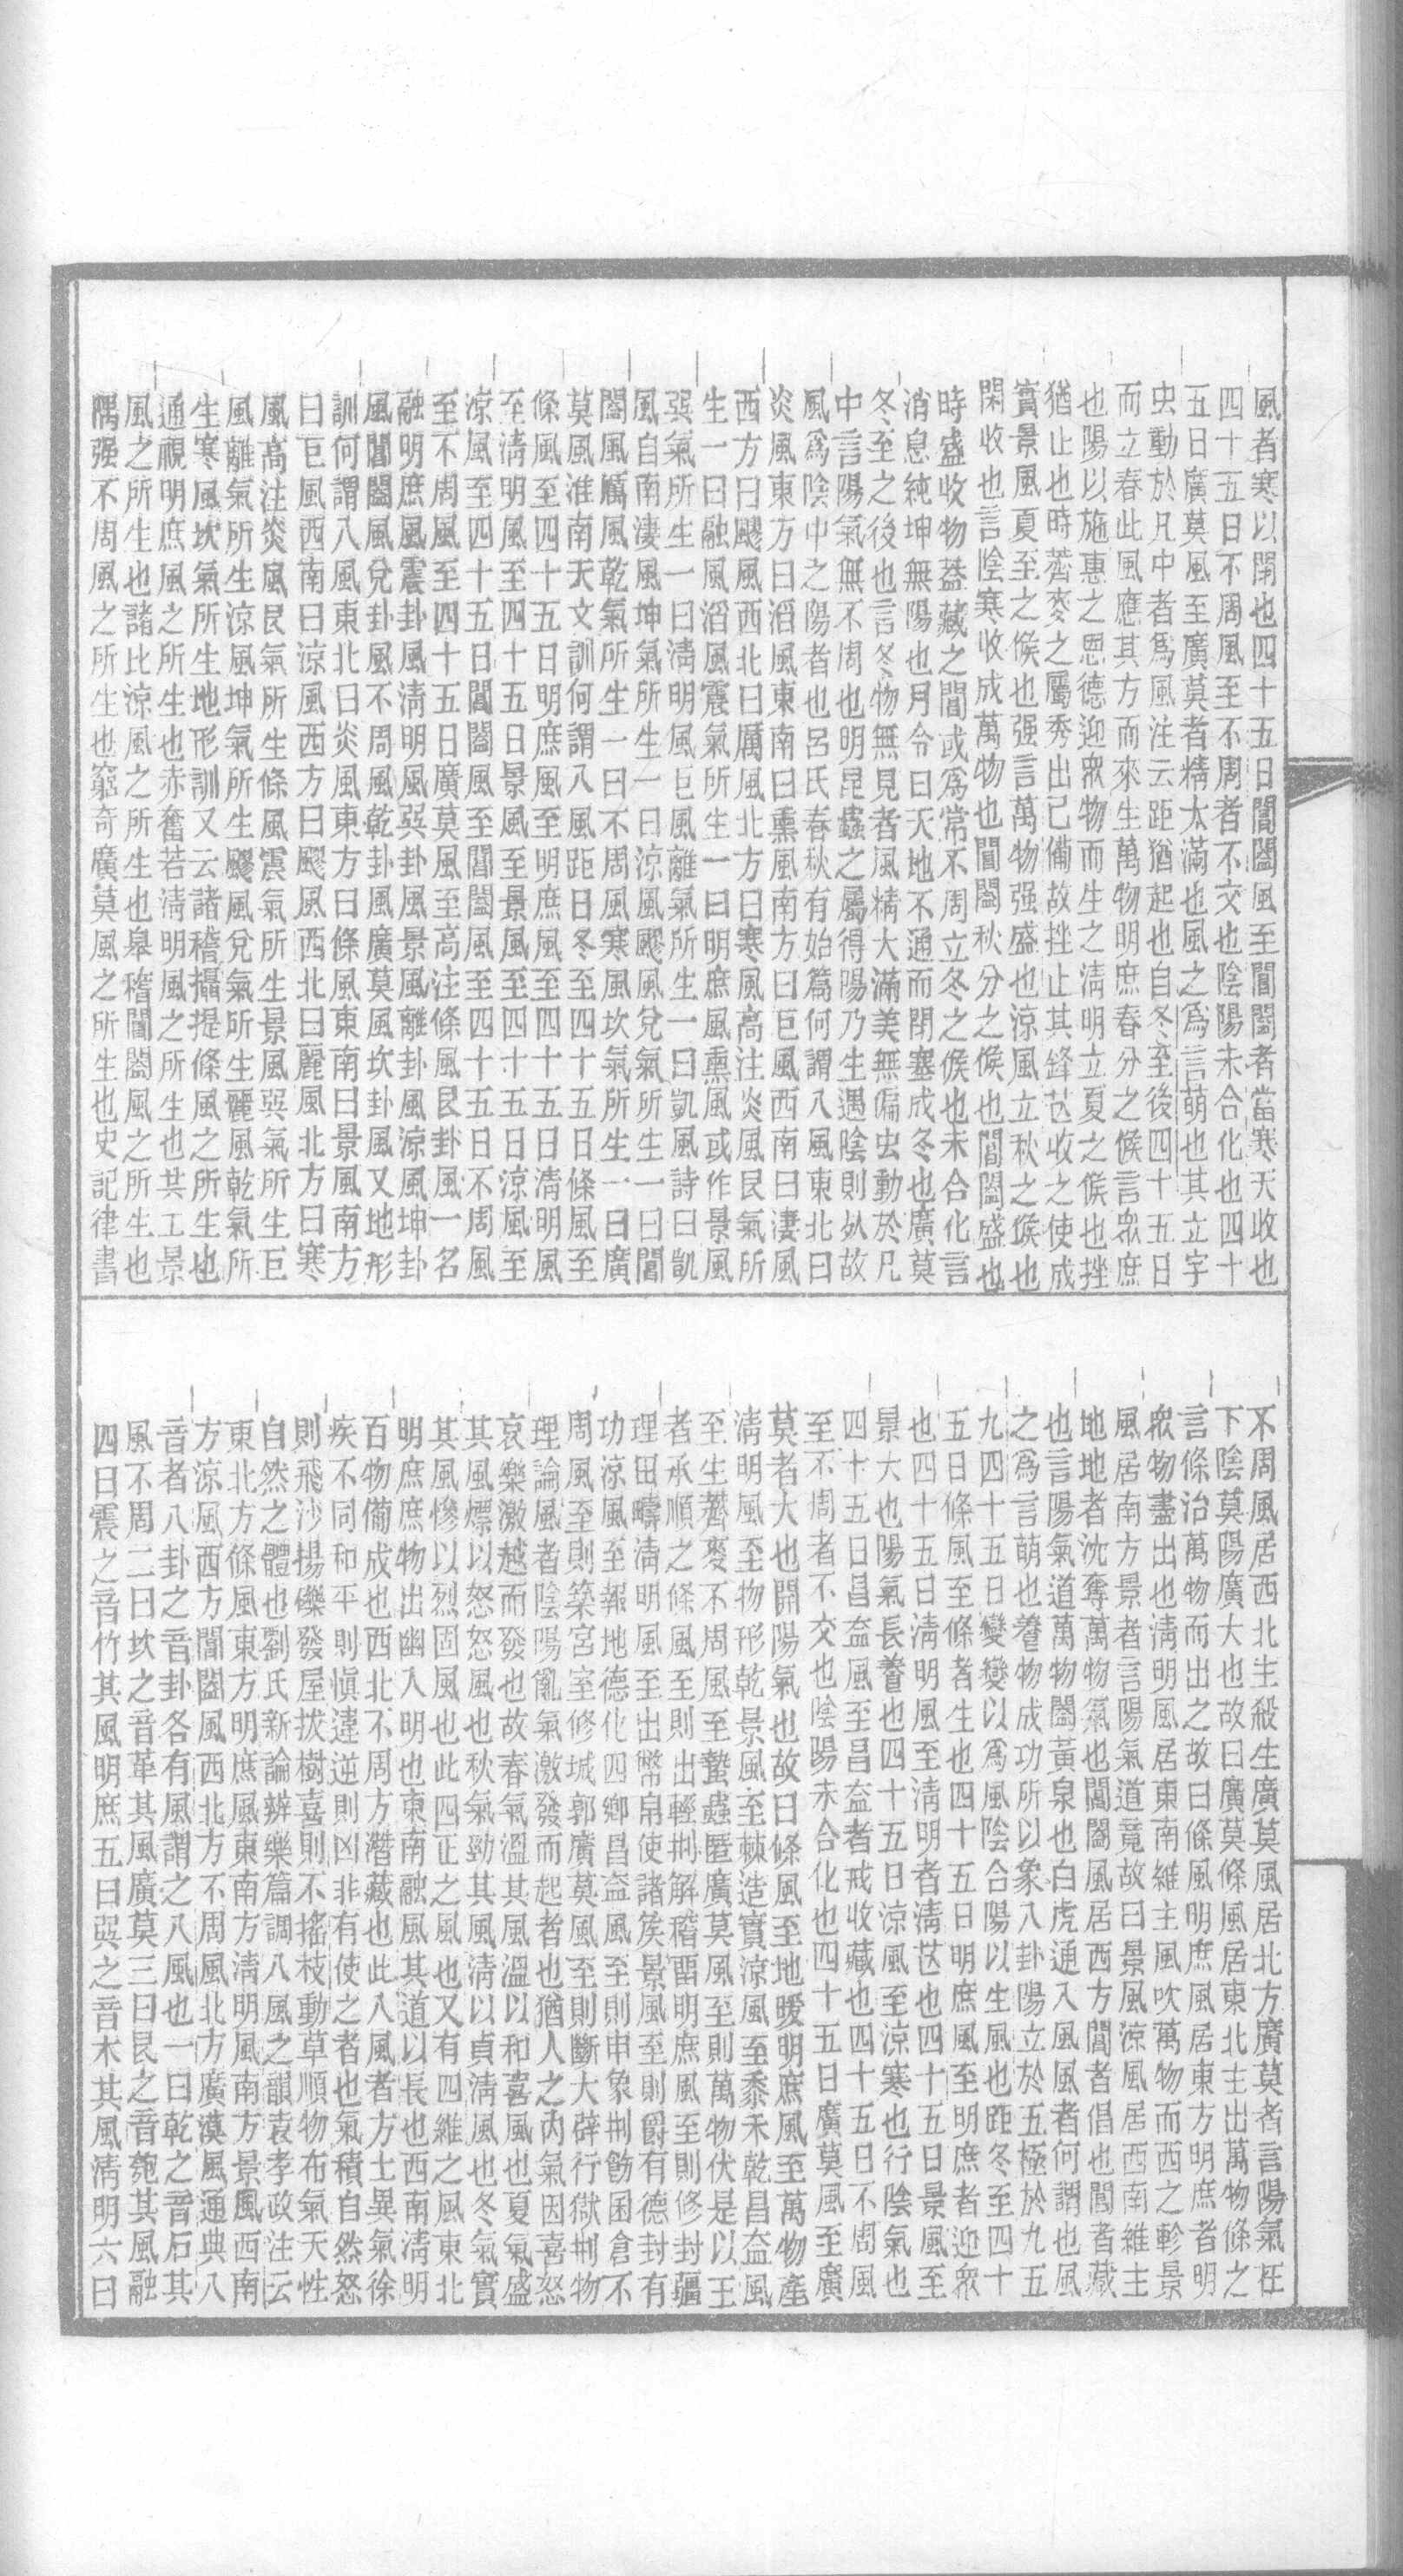 風者寒以閉也四十五日閶闔風至閶闔者當寒天收也
四十五日不周風至不周者不交也陰陽未合化也四十
五日廣莫風至廣莫者精大滿也風之爲言萌也其立字
虫動於凡中者爲風注云距猶起也自冬至後四十五日
而立春此風應其方而來生萬物明庶春分之候言眾庶
也陽以施惠之恩德迎眾物而生之淸明立夏之候也挫
猶止也時薺麥之屬秀出已備故挫止其鋒芒收之使成
實景風夏至之候也强言萬物强盛也涼風立秋之候也
閑收也言陰寒收成萬物也閶闔秋分之候也閶闔盛也
時盛收物葢藏之閶或爲常不周立冬之候也未合化言
消息純坤無陽也月令曰天地不通而閉塞成冬也廣莫
冬至之後也言冬物無見者風精大滿美無偏虫動於凡
中言陽氣無不周也明昆蟲之屬得陽乃生遇陰則死故
風爲陰中之陽者也呂氏春秋有始篇何謂八風東北曰
炎風東方曰滔風東南曰熏風南方曰巨風西南曰淒風
西方曰飂風西北曰厲風北方曰寒風高注炎風艮氣所
生一曰融風滔風震氣所生一曰明庶風熏風或作景風
巽氣所生一曰淸明風巨風離氣所生一曰凱風詩曰凱
風自南淒風坤氣所生一曰涼風飂風兌氣所生一曰閶
闔風厲風乾氣所生一曰不周風寒風坎氣所生一曰廣
莫風淮南天文訓何謂八風距日冬至四十五日條風至
條風至四十五日明庶風至明庶風至四十五日淸明風
至淸明風至四十五日景風至景風至四十五日涼風至
涼風至四十五日閶闔風至閶闔風至四十五日不周風
至不周風至四十五日廣莫風至高注條風艮卦風一名
融明庶風震卦風淸明風巽卦風景風離卦風涼風坤卦
風閶闔風兌卦風不周風乾卦風廣莫風坎卦風又地形
訓何謂八風東北曰炎風東方曰條風東南曰景風南方
曰巨風西南曰涼風西方曰飂風西北曰麗風北方曰寒
風高注炎風艮氣所生條風震氣所生景風巽氣所生巨
風離氣所生涼風坤氣所生飂風兌氣所生麗風乾氣所
生寒風坎氣所生地形訓又云諸稽攝提條風之所生也
通視明庶風之所生也赤奮若淸明風之所生也共工景
風之所生也諸比涼風之所生也皋稽閶闔風之所生也
隅强不周風之所生也窮奇廣莫風之所生也史記律書
不周風居西北生殺生廣莫風居北方廣莫者言陽氣在
下陰莫陽廣大也故曰廣莫條風居東北主出萬物條之
言條治萬物而出之故曰條風明庶風居東方明庶者明
眾物盡出也淸明風居東南維主風吹萬物而西之軫景
風居南方景者言陽氣道竟故曰景風涼風居西南維主
地地者沈奪萬物氣也閶闔風居西方閶者倡也闔者藏
也言陽氣道萬物闔黃泉也白虎通八風者何謂也風
之爲言萌也養物成功所以象八卦陽立於五極於九五
九四十五日變變以爲風陰合陽以生風也距冬至四十
五日條風至條者生也四十五日明庶風至明庶者迎眾
也四十五日淸明風至淸明者淸芒也四十五日景風至
景大也陽氣長養也四十五日涼風至涼寒也行陰氣也
四十五日昌盍風至昌盍者戒收藏也四十五日不周風
至不周者不交也陰陽未合化也四十五日廣莫風至廣
莫者大也開陽氣也故曰條風至地暖明庶風至萬物產
淸明風至物形乾景風至棘造實涼風至黍禾乾昌盍風
至生薺麥不周風至蟄蟲匿廣莫風至則萬物伏是以王
者承順之條風至則出輕刑解稽畱明庶風至則修封疆
理田疇淸明風至出幣帛使諸矦景風至則爵有德封有
功涼風至報地德化四鄉昌盍風至則申象刑飭囷倉不
周風至則築宮室修城郭廣莫風至則斷大辟行獄刑物
理論風者陰陽亂氣激發而起者也猶人之內氣因喜怒
哀樂激越而發也故春氣溫其風溫以和喜風也夏氣盛
其風熛以怒怒風也秋氣勁其風淸以貞淸風也冬氣實
其風慘以烈固風也此四正之風也又有四維之風東北
明庶庶物出幽入明也東南融風其道以長也西南淸明
百物備成也西北不周方潛藏也此八風者方土異氣徐
疾不同和平則愼違逆則凶非有使之者也氣積自然怒
則飛沙揚礫發屋拔樹喜則不搖枝動草順物布氣天性
自然之體也劉氏新論辨樂篇調八風之韻袁孝政注云
東北方條風東方明庶風東南方淸明風南方景風西南
方涼風西方閶闔風西北方不周風北方廣漠風通典八
音者八卦之音卦各有風謂之八風也一曰乾之音石其
風不周二曰坎之音革其風廣莫三曰艮之音匏其風融
四曰震之音竹其風明庶五曰巽之音木其風淸明六曰